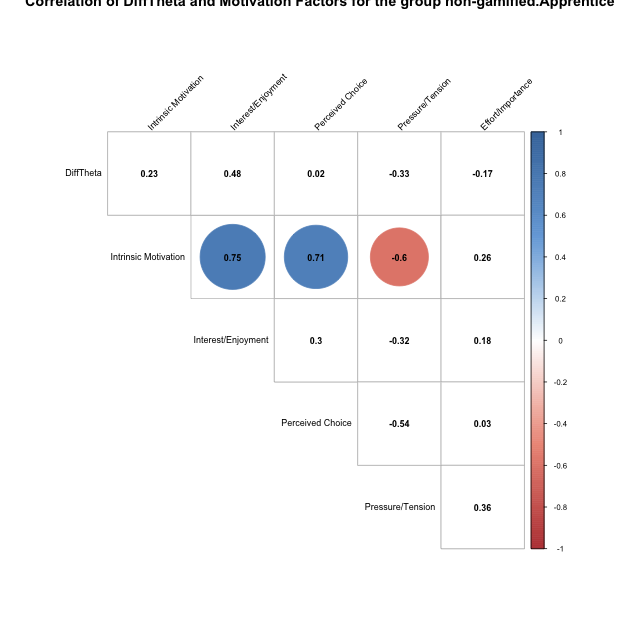 Correlation of DiffTheta and Motivation Factors for the group non-gamified.Apprentice
Intrinsic Motivation
Interest/Enjoyment
Perceived Choice
Pressure/Tension
Effort/Importance
DiffTheta 0.23 0.48 0.02 -0.33 -0.17
Intrinsic Motivation 0.75 0.71 -0.6 0.26
Interest/Enjoyment 0.3 -0.32 0.18
Perceived Choice -0.54 0.03
Pressure/Tension 0.36
1
0.8
0.6
0.4
0.2
0
-0.2
-0.4
-0.6
-0.8
-1